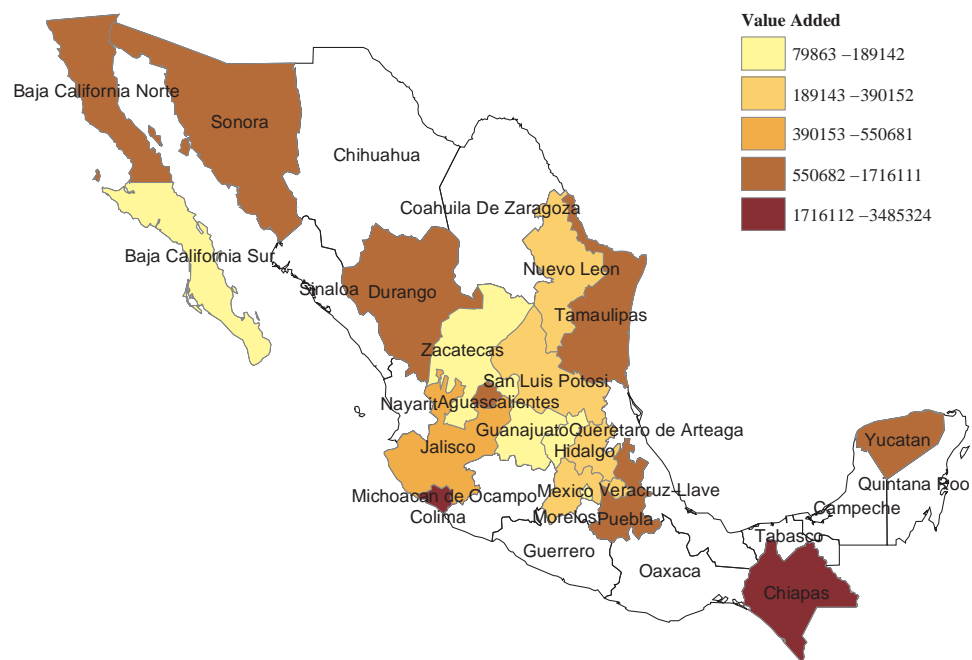 Value Added
79863 –189142
189143 –390152
390153 –550681
550682 –1716111
1716112 –3485324
Baja California Norte
Sonora
Chihuahua
Coahuila De Zaragoza
Baja California Sur
Nuevo Leon
Sinaloa
Durango
Tamaulipas
Zacatecas
San Luis Potosi
Nayarit
Aguascalientes
Guanajuato
Queretaro de Arteaga
Jalisco
Hidalgo
Yucatan
Quintana Roo
Michoacan de Ocampo
Mexico
Veracruz-Llave
Campeche
Colima
Morelos
Puebla
Tabasco
Guerrero
Oaxaca
Chiapas